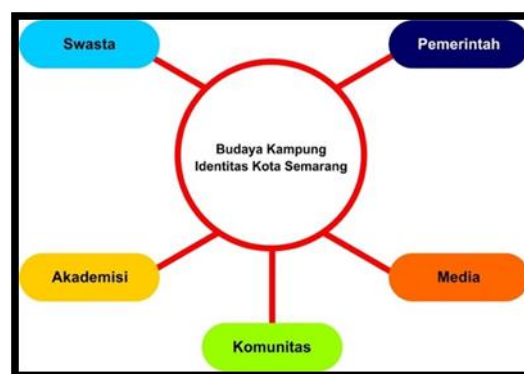 Swasta
Pemerintah
Budaya Kampung
Identitas Kota Semarang
Akademisi
Media
Komunitas